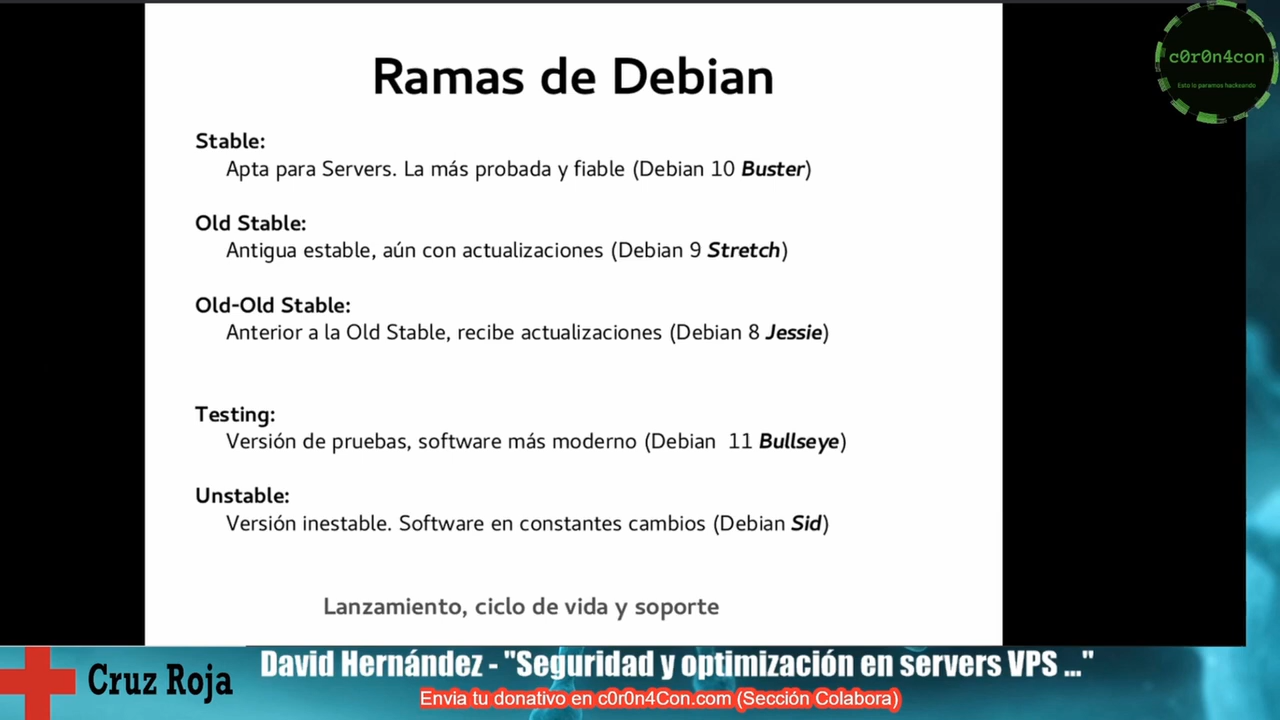 Ramas de Debian
c0r0n4con
Esto lo paramos hackeando
Stable:
Apta para Servers. La más probada y fiable (Debian 10 Buster)
Old Stable:
Antigua estable, aún con actualizaciones (Debian 9 Stretch)
Old-Old Stable:
Anterior a la Old Stable, recibe actualizaciones (Debian 8 Jessie)
Testing:
Versión de pruebas, software más moderno (Debian  11 Bullseye)
Unstable:
Versión inestable. Software en constantes cambios (Debian Sid)
Lanzamiento, ciclo de vida y soporte
Cruz Roja
David Hernández - "Seguridad y optimización en servers VPS ..."
Envia tu donativo en c0r0n4Con.com (Sección Colabora)